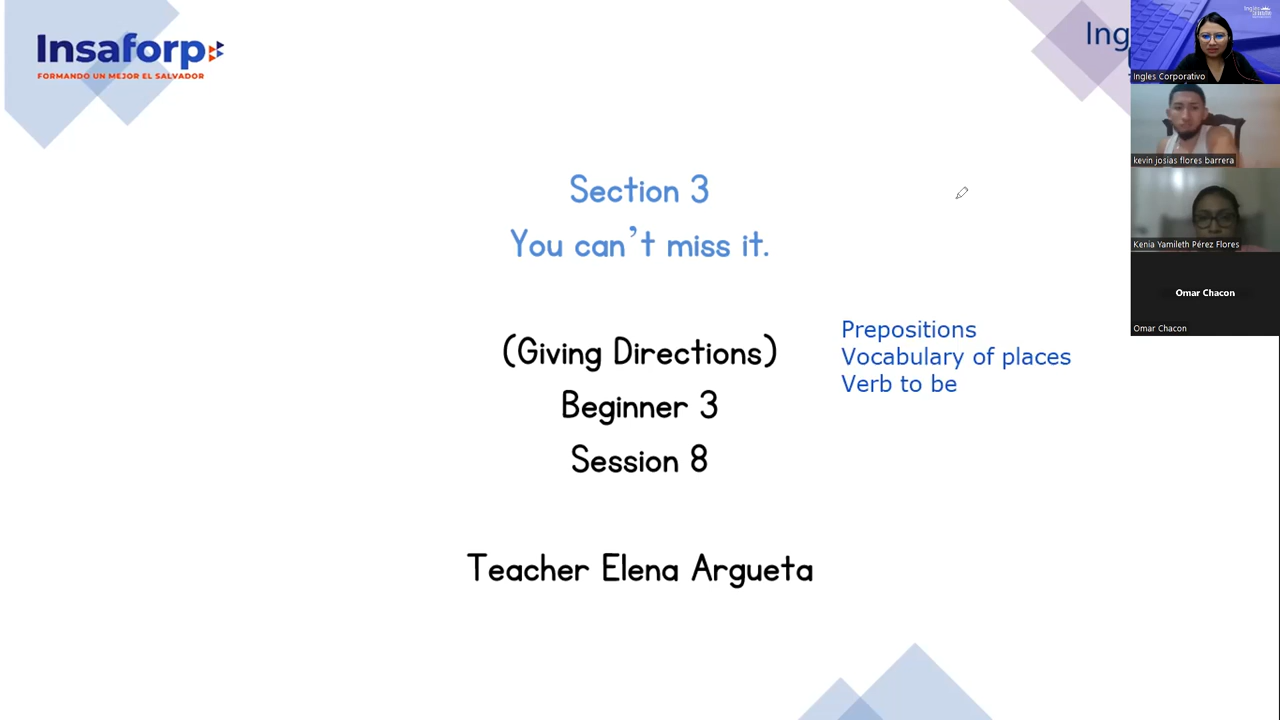 Insaforp
FORMANDO UN MEJOR EL SALVADOR
Ing
Section 3
You can't miss it.
(Giving Directions)
Beginner 3
Session 8
Teacher Elena Argueta
Prepositions
Vocabulary of places
Verb to be
Ingles Corporativo
kevin josias flores barrera
Kenia Yamileth Pérez Flores
Omar Chacon
Omar Chacon